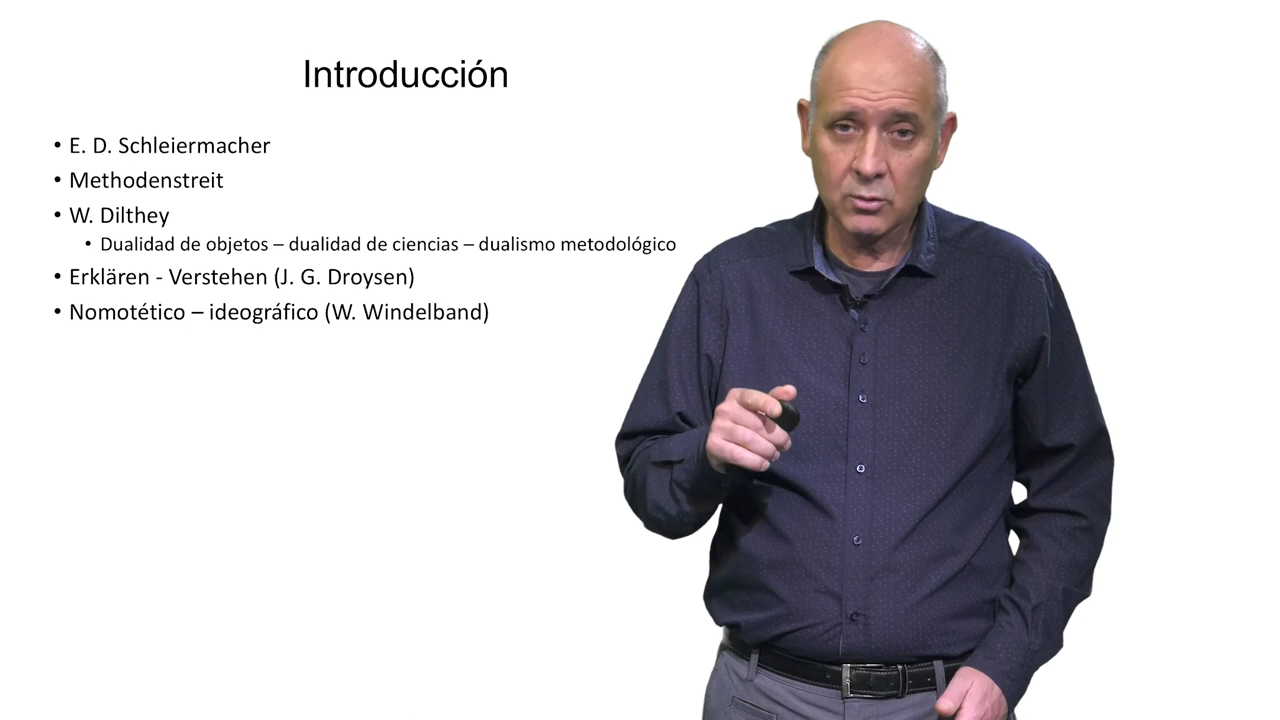 Introducción
• E. D. Schleiermacher
• Methodenstreit
• W. Dilthey
• Dualidad de objetos – dualidad de ciencias – dualismo metodológico
• Erklären - Verstehen (J. G. Droysen)
• Nomotético – ideográfico (W. Windelband)